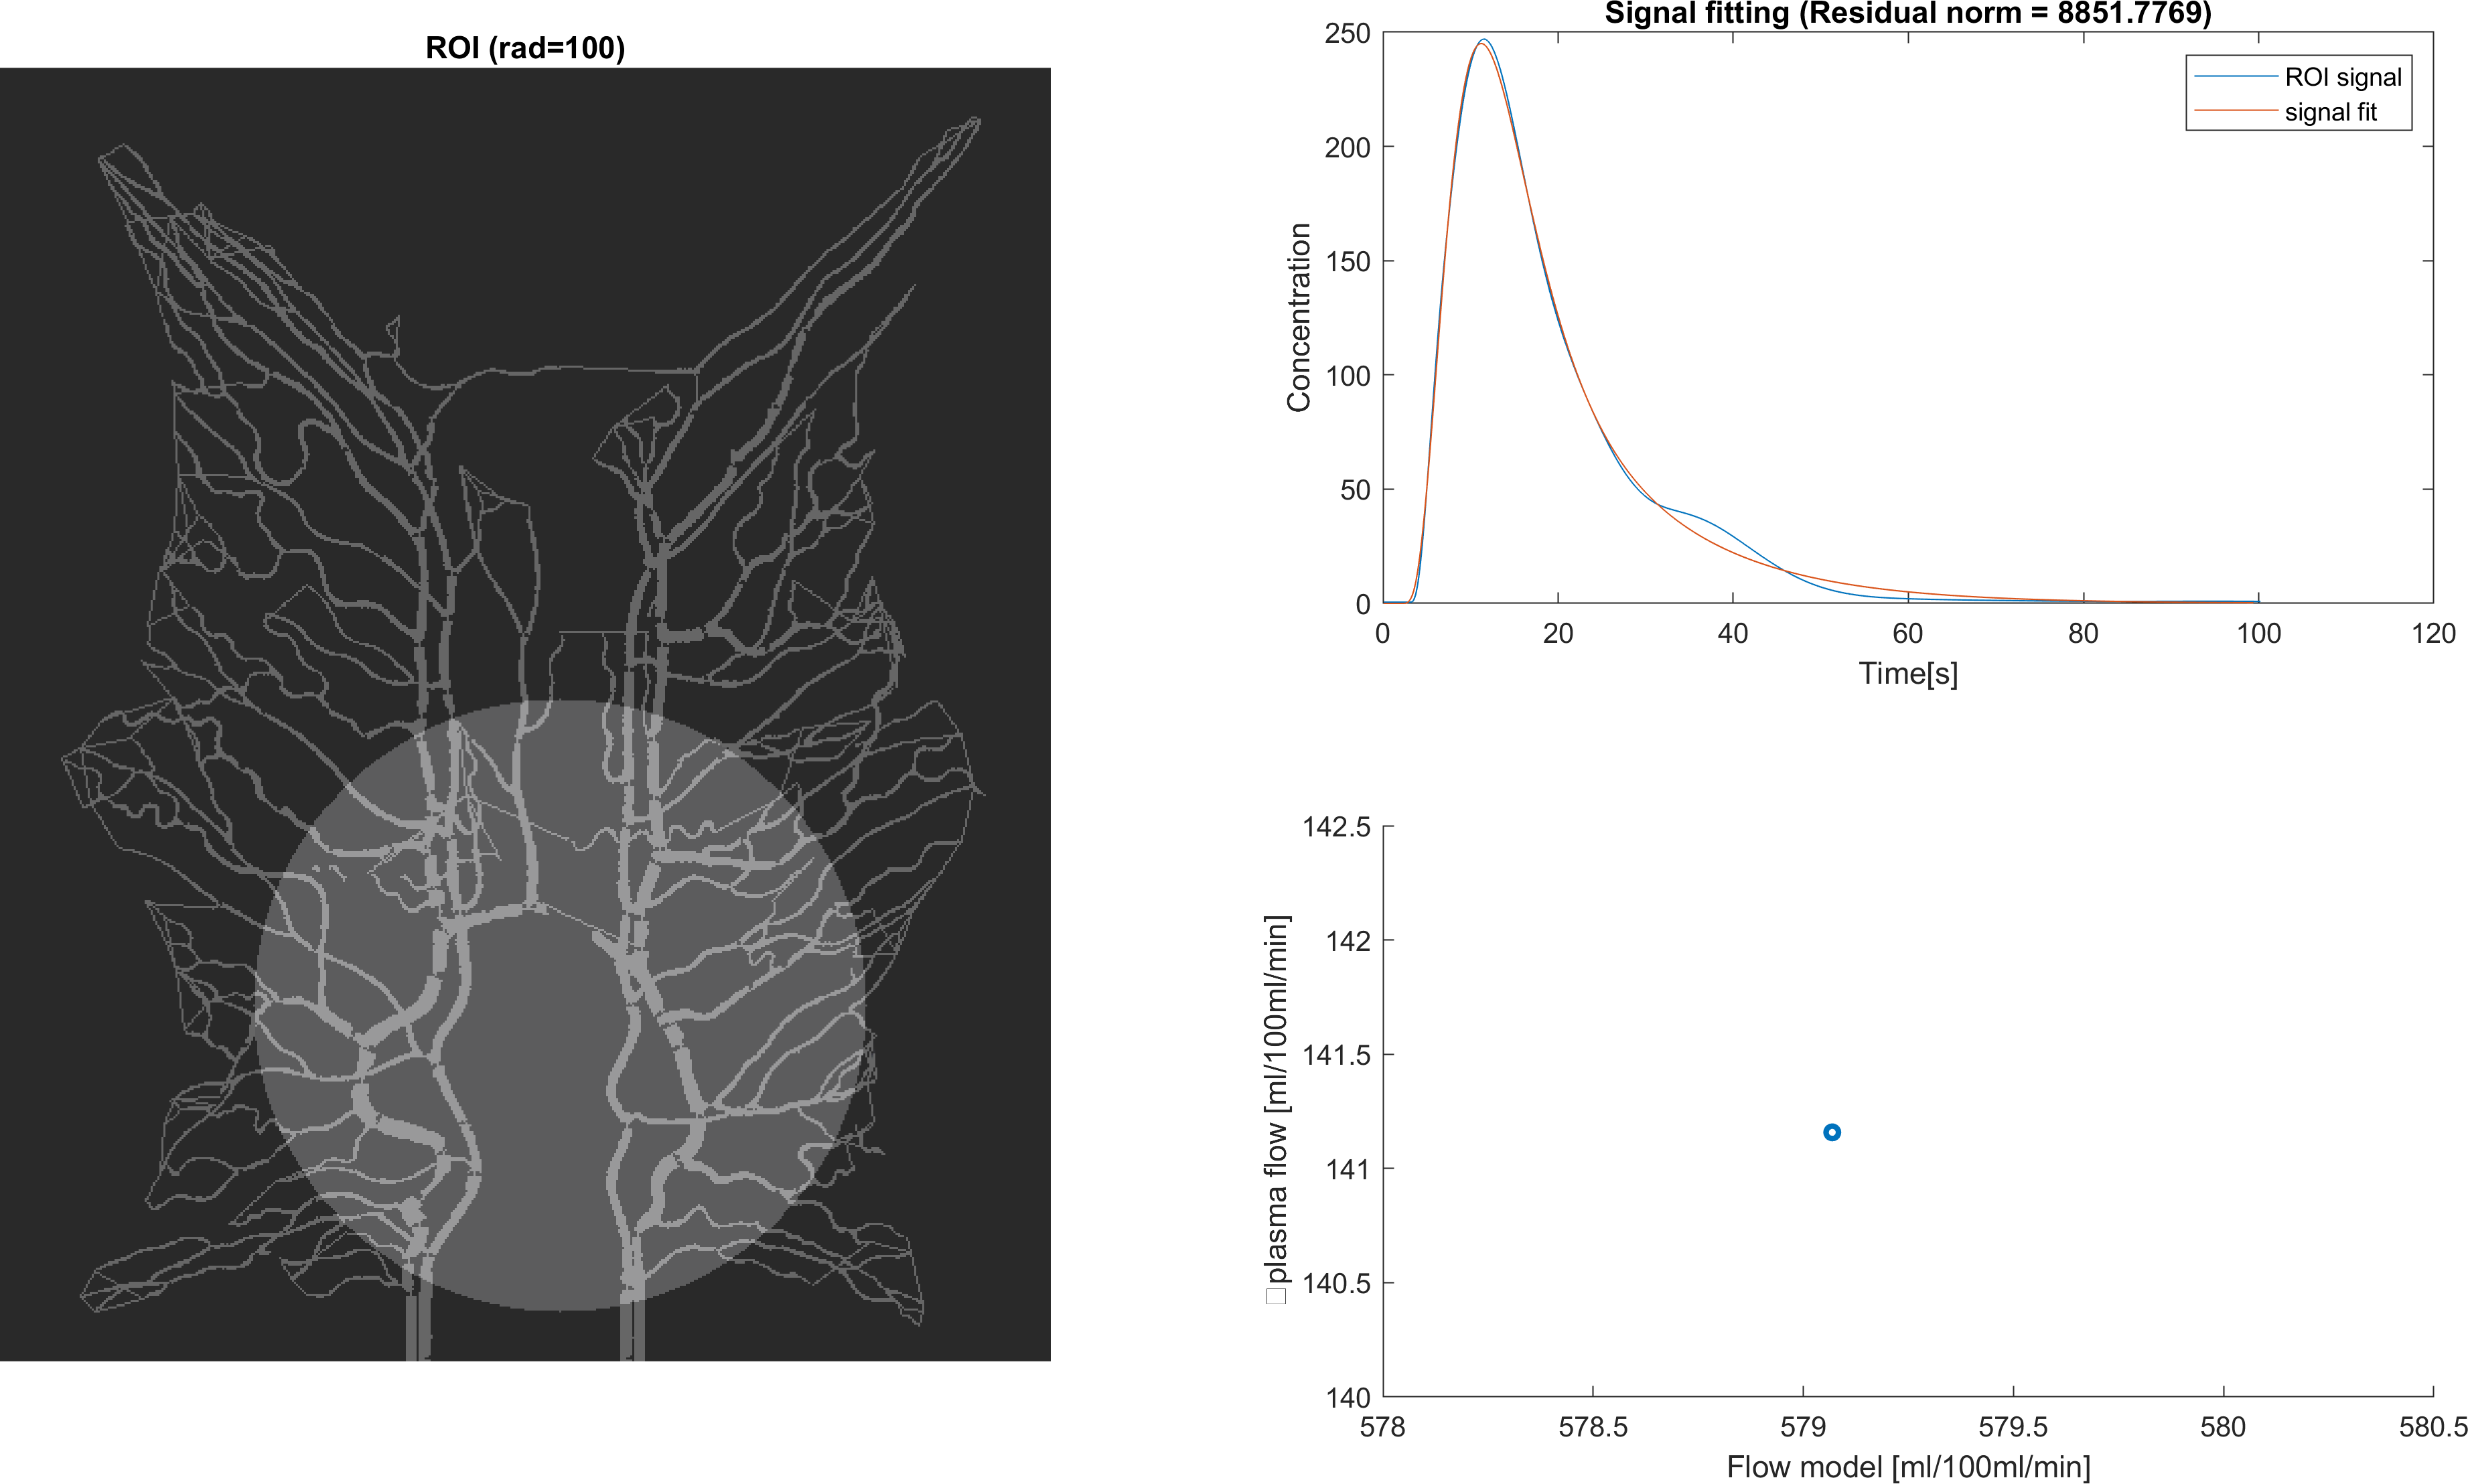 ROI (rad=100)
Signal fitting (Residual norm = 8851.7769)
250
200
150
100
50
0
Concentration
ROI signal
signal fit
0 20 40 60 80 100 120
Time[s]
142.5
142
141.5
141
140.5
140
□plasma flow [ml/100ml/min]
578 578.5 579 579.5 580 580.5
Flow model [ml/100ml/min]